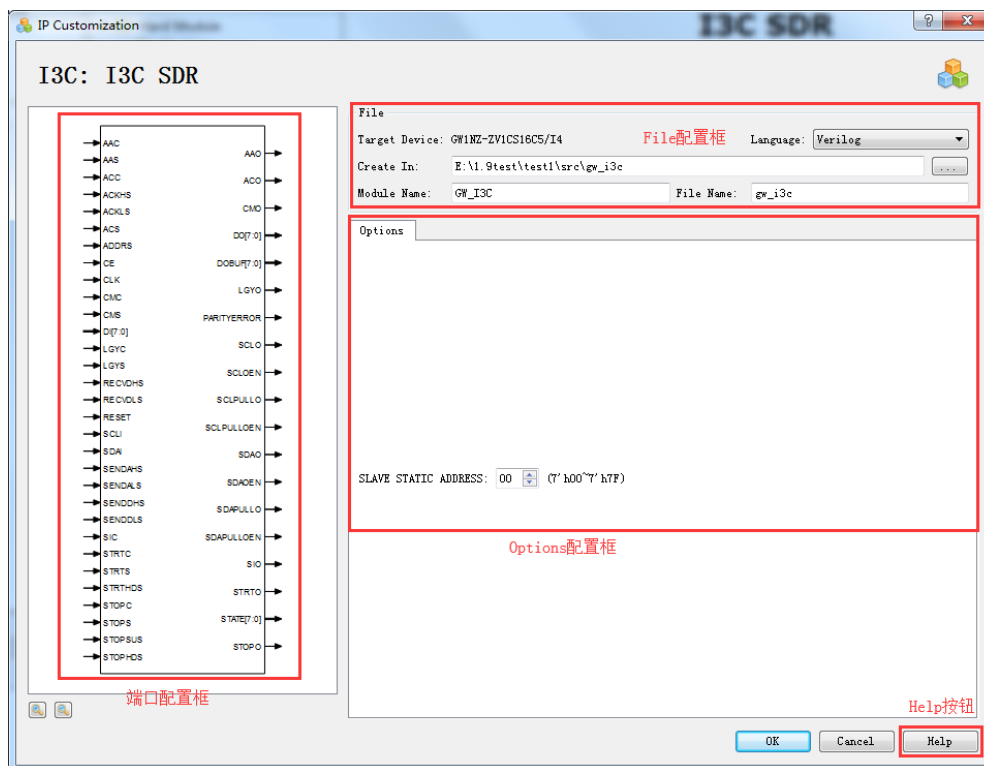 IP Customization
I3C SDR
I3C: I3C SDR
AAC
AAS
ACC
ACKHS
ACKLS
ACS
ADDRS
CE
CLK
CMC
CMS
DI[7:0]
LGYC
LGYS
RECVDHS
RECVDLS
RESET
SCLI
SDAI
SENDAHS
SENDALS
SENDDHS
SENDDLS
SIC
STRTC
STRTS
STRTHDS
STOPC
STOPS
STOPSUS
STOPHDS
AAO
ACO
CMO
DO[7:0]
DOBUF[7:0]
LGYO
PARITYERROR
SCLO
SCLOEN
SCLPULLO
SCLPULLOEN
SDAO
SDAOEN
SDAPULLO
SDAPULLOEN
SIO
STRTO
STATE[7:0]
STOPO
端口配置框
File
Target Device: GW1NZ-ZV1CS16C5/I4 File配置框 Language: Verilog
Create In: E:\1.9test\test1\src\gw_i3c ...
Module Name: GW_I3C File Name: gw_i3c
Options
SLAVE STATIC ADDRESS: 00 (7'h00~7'h7F)
Options配置框
Help按钮
OK Cancel Help